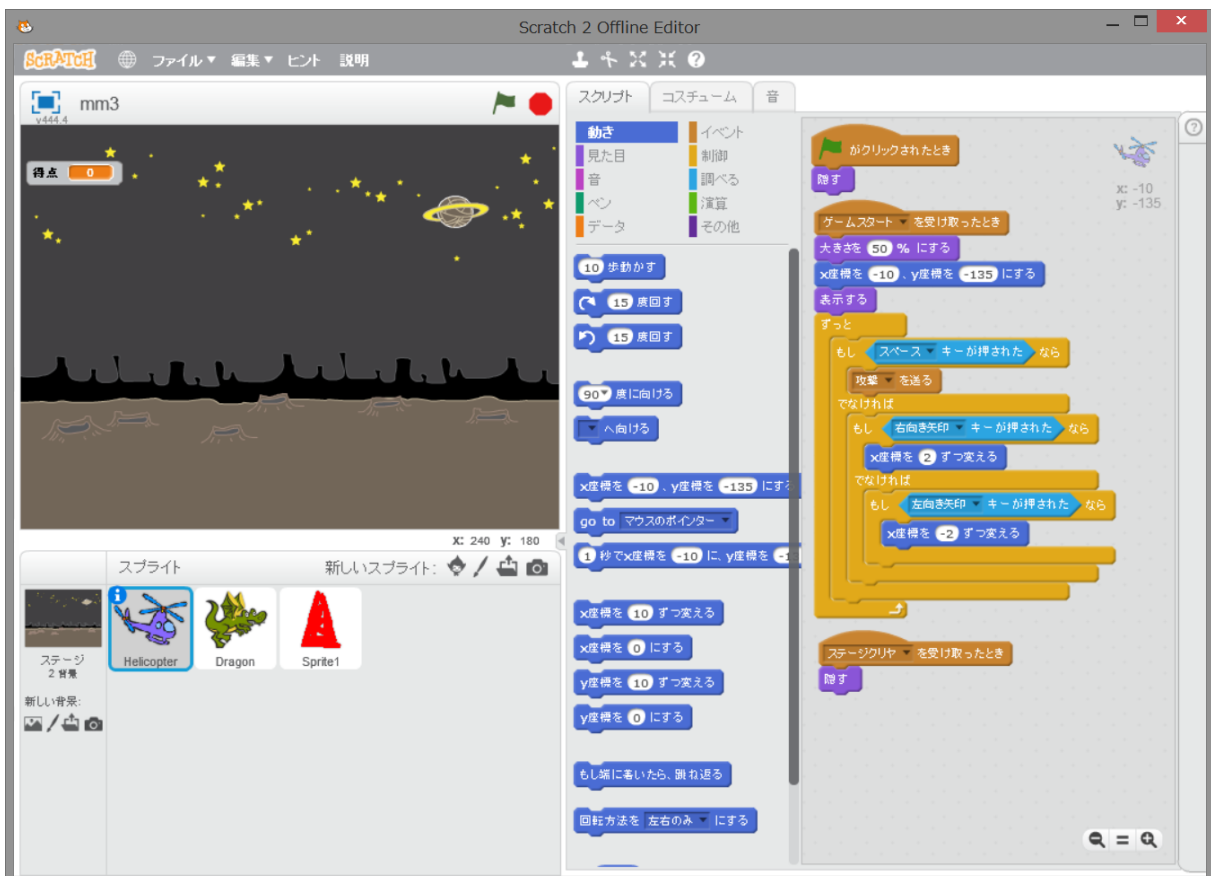 Scratch 2 Offline Editor
SCRATCH ファイル▼ 編集▼ ヒント 説明
mm3
v444.4
得点 0
x: 240 y: 180
スプライト 新しいスプライト:
ステージ
2 背景
新しい背景:
Helicopter
Dragon
Sprite1
スクリプト コスチューム 音
動き イベント
見た目 制御
音 調べる
ペン 演算
データ その他
10 歩動かす
15 度回す
15 度回す
90▼ 度に向ける
▼ へ向ける
x座標を -10 、y座標を -135 にする
go to マウスのポインター ▼
1 秒でx座標を -10 に、y座標を
x座標を 10 ずつ変える
x座標を 0 にする
y座標を 10 ずつ変える
y座標を 0 にする
もし端に着いたら、跳ね返る
回転方法を 左右のみ ▼ にする
x: -10
y: -135
がクリックされたとき
隠す
ゲームスタート ▼ を受け取ったとき
大きさを 50 % にする
x座標を -10 、y座標を -135 にする
表示する
ずっと
もし スペース ▼ キーが押された なら
攻撃 ▼ を送る
でなければ
もし 右向き矢印 ▼ キーが押された なら
x座標を 2 ずつ変える
でなければ
もし 左向き矢印 ▼ キーが押された なら
x座標を -2 ずつ変える
ステージクリヤ ▼ を受け取ったとき
隠す